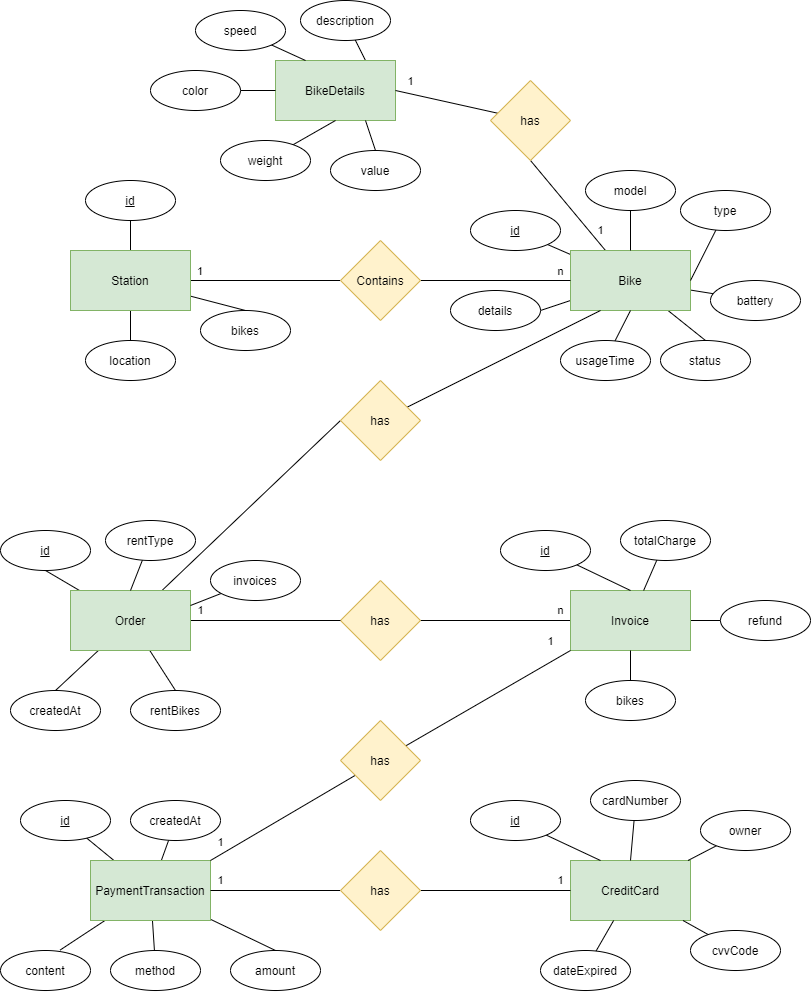 description
speed
1
color
BikeDetails
has
weight
value
model
id
type
id
1
1
n
Station
Contains
Bike
battery
details
bikes
location
usageTime
status
has
rentType
totalCharge
id
id
invoices
1
n
Order
has
Invoice
refund
1
createdAt
rentBikes
bikes
has
cardNumber
id
createdAt
id
owner
1
1
1
PaymentTransaction
has
CreditCard
cvvCode
content
method
amount
dateExpired